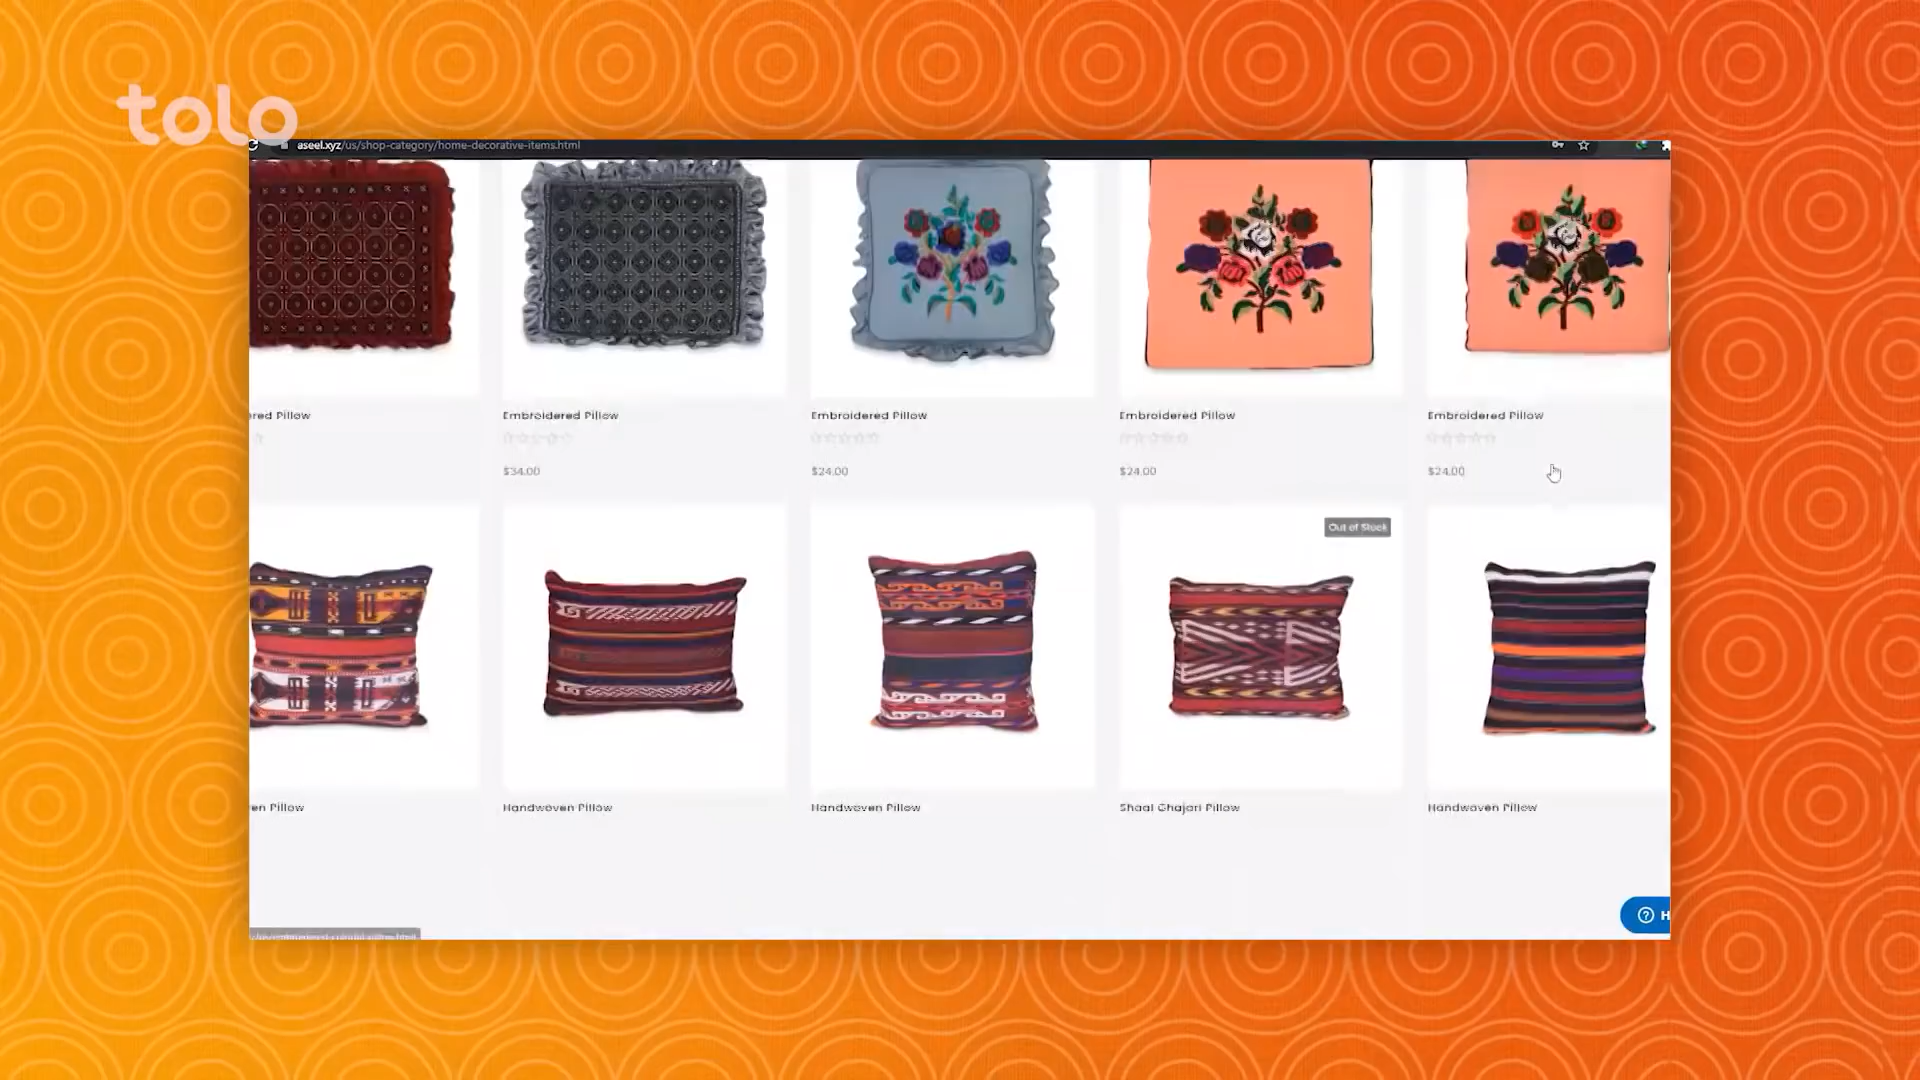 tolo
aseel.xyz/us/shop-category/home-decorative-items.html
red Pillow
Embroidered Pillow
Embroidered Pillow
Embroidered Pillow
Embroidered Pillow
$34.00
$24.00
$24.00
$24.00
Out of Stock
en Pillow
Handwoven Pillow
Handwoven Pillow
Shaal Ghajari Pillow
Handwoven Pillow
H